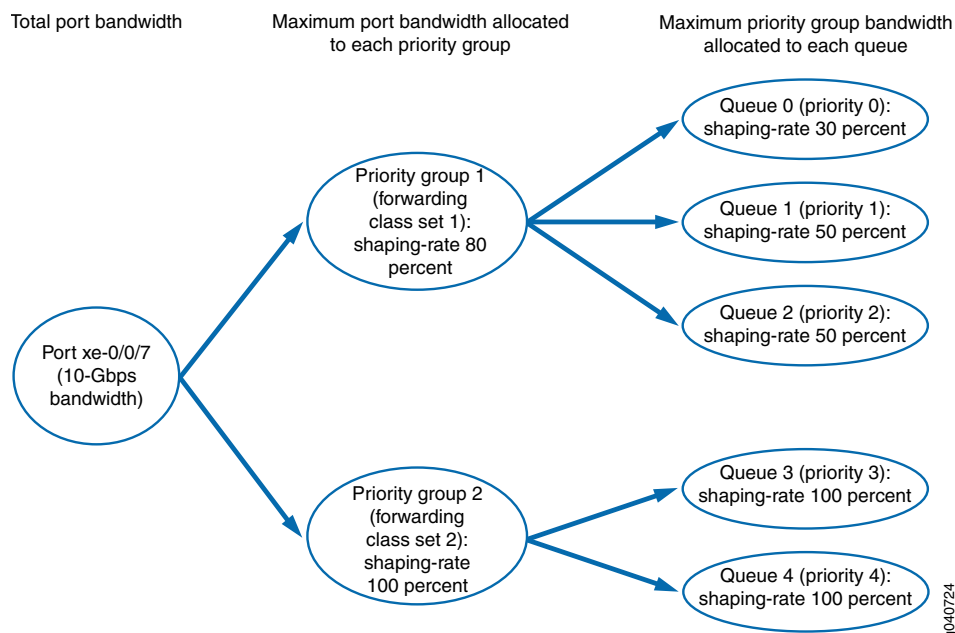 Total port bandwidth
Maximum port bandwidth allocated
to each priority group
Maximum priority group bandwidth
allocated to each queue
Port xe-0/0/7
(10-Gbps
bandwidth)
Priority group 1
(forwarding
class set 1):
shaping-rate 80
percent
Priority group 2
(forwarding
class set 2):
shaping-rate
100 percent
Queue 0 (priority 0):
shaping-rate 30 percent
Queue 1 (priority 1):
shaping-rate 50 percent
Queue 2 (priority 2):
shaping-rate 50 percent
Queue 3 (priority 3):
shaping-rate 100 percent
Queue 4 (priority 4):
shaping-rate 100 percent
g040724